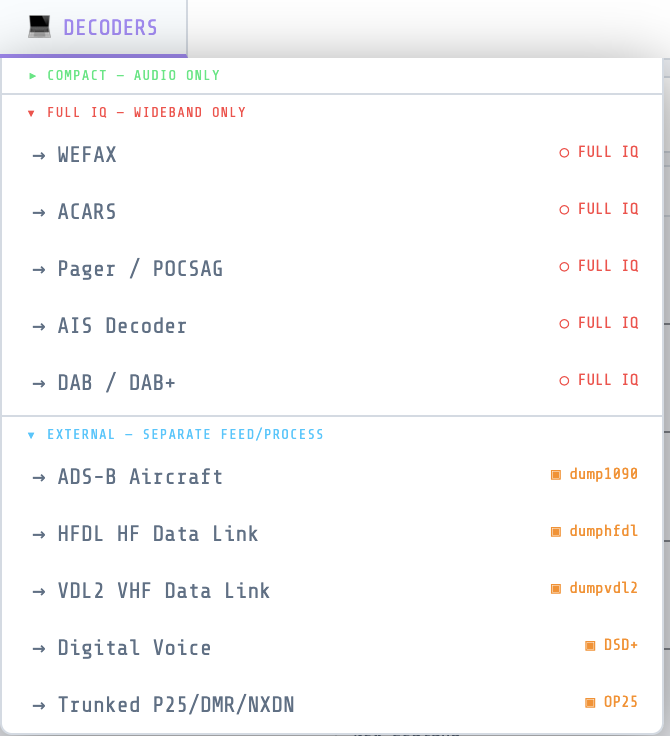 DECODERS
▸ COMPACT — AUDIO ONLY
▾ FULL IQ — WIDEBAND ONLY
→ WEFAX ○ FULL IQ
→ ACARS ○ FULL IQ
→ Pager / POCSAG ○ FULL IQ
→ AIS Decoder ○ FULL IQ
→ DAB / DAB+ ○ FULL IQ
▾ EXTERNAL — SEPARATE FEED/PROCESS
→ ADS-B Aircraft ▣ dump1090
→ HFDL HF Data Link ▣ dumphfdl
→ VDL2 VHF Data Link ▣ dumpvdl2
→ Digital Voice ▣ DSD+
→ Trunked P25/DMR/NXDN ▣ OP25